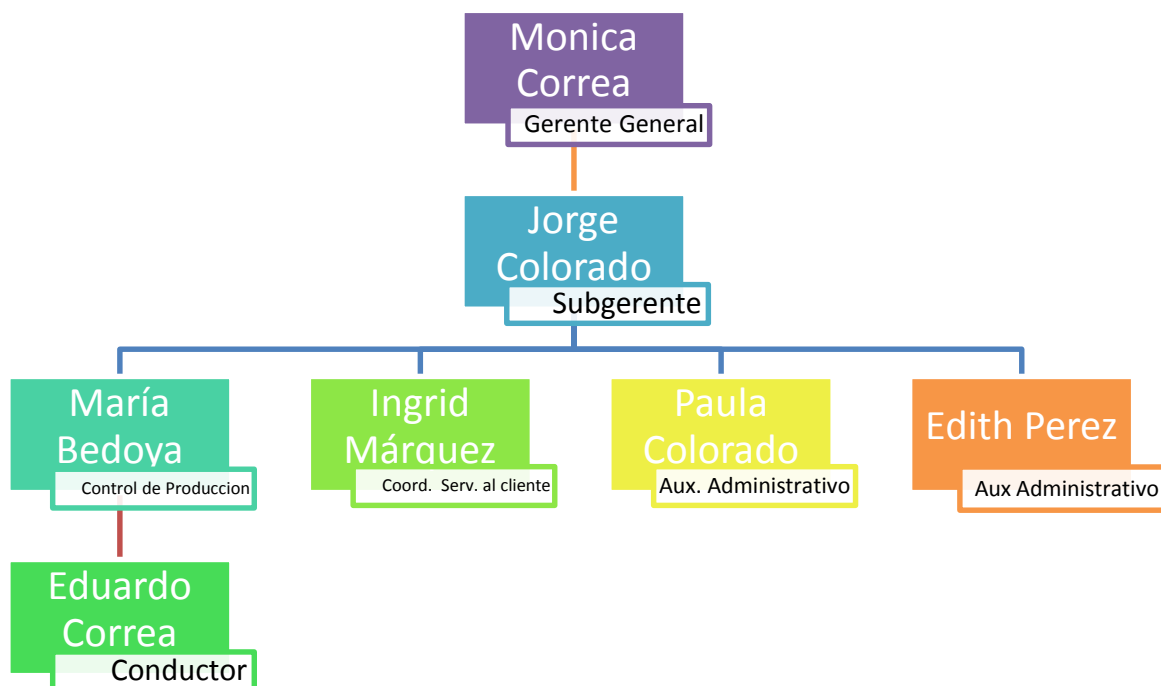 Monica
Correa
Gerente General
Jorge
Colorado
Subgerente
María
Bedoya
Control de Produccion
Ingrid
Márquez
Coord. Serv. al cliente
Paula
Colorado
Aux. Administrativo
Edith Perez
Aux Administrativo
Eduardo
Correa
Conductor